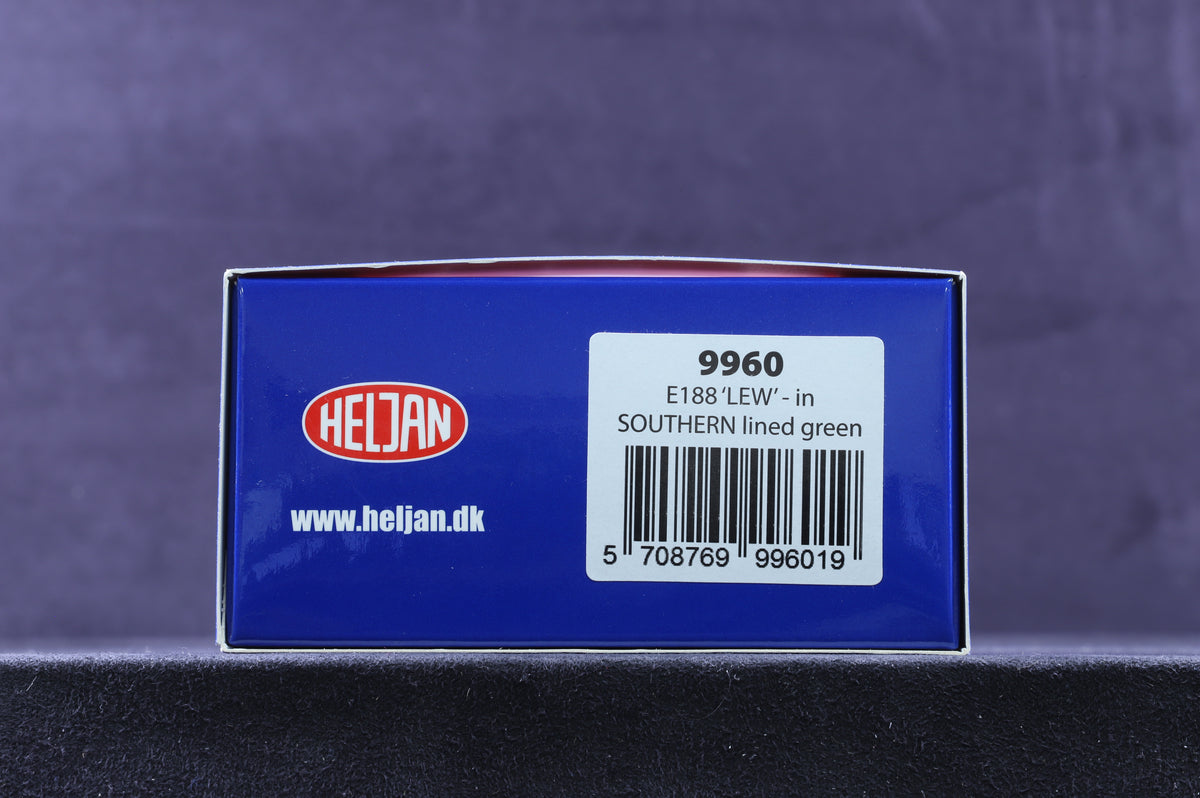 HELJAN
www.heljan.dk
9960
E188 ‘LEW’ - in
SOUTHERN lined green
5 708769 996019